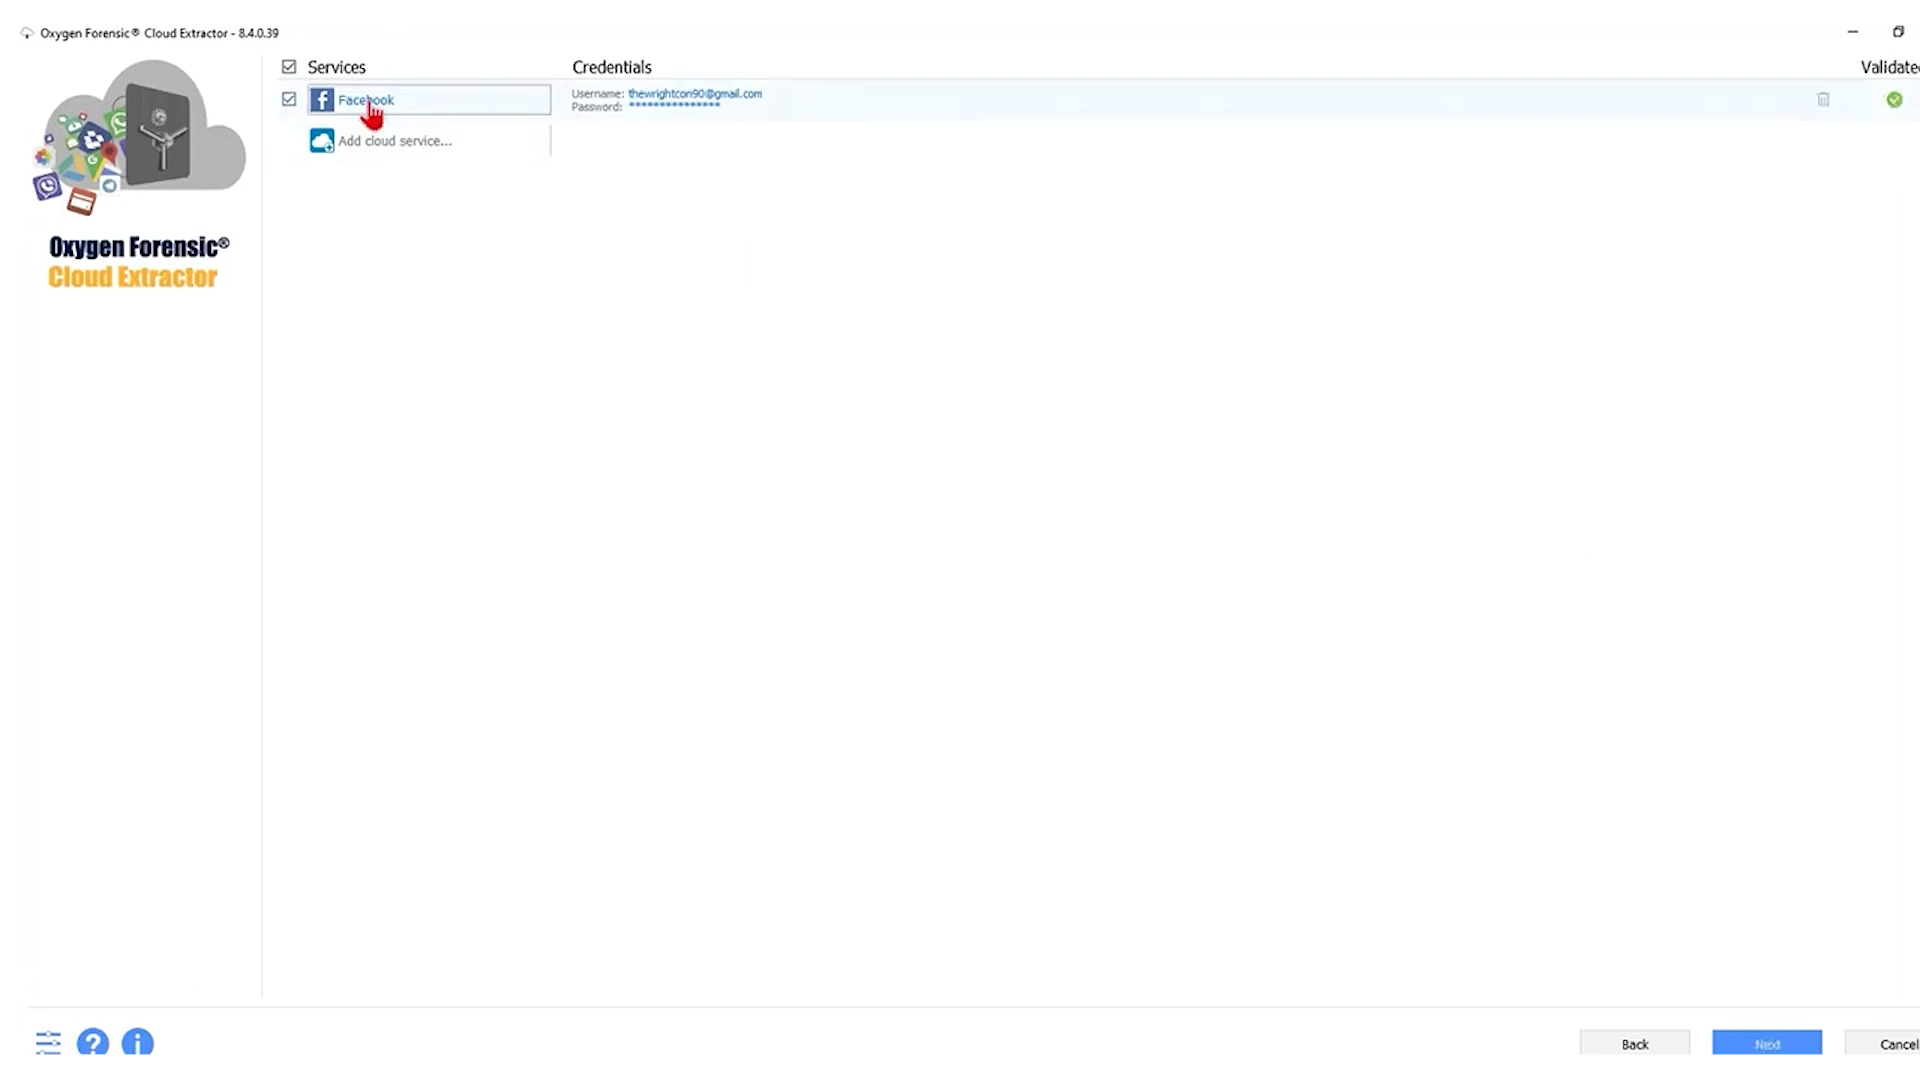 Oxygen Forensic® Cloud Extractor - 8.4.0.39
Services
Credentials
Validated
Facebook
Username: thewrightcon90@gmail.com
Password: ***************
Add cloud service...
Oxygen Forensic®
Cloud Extractor
Back
Next
Cancel